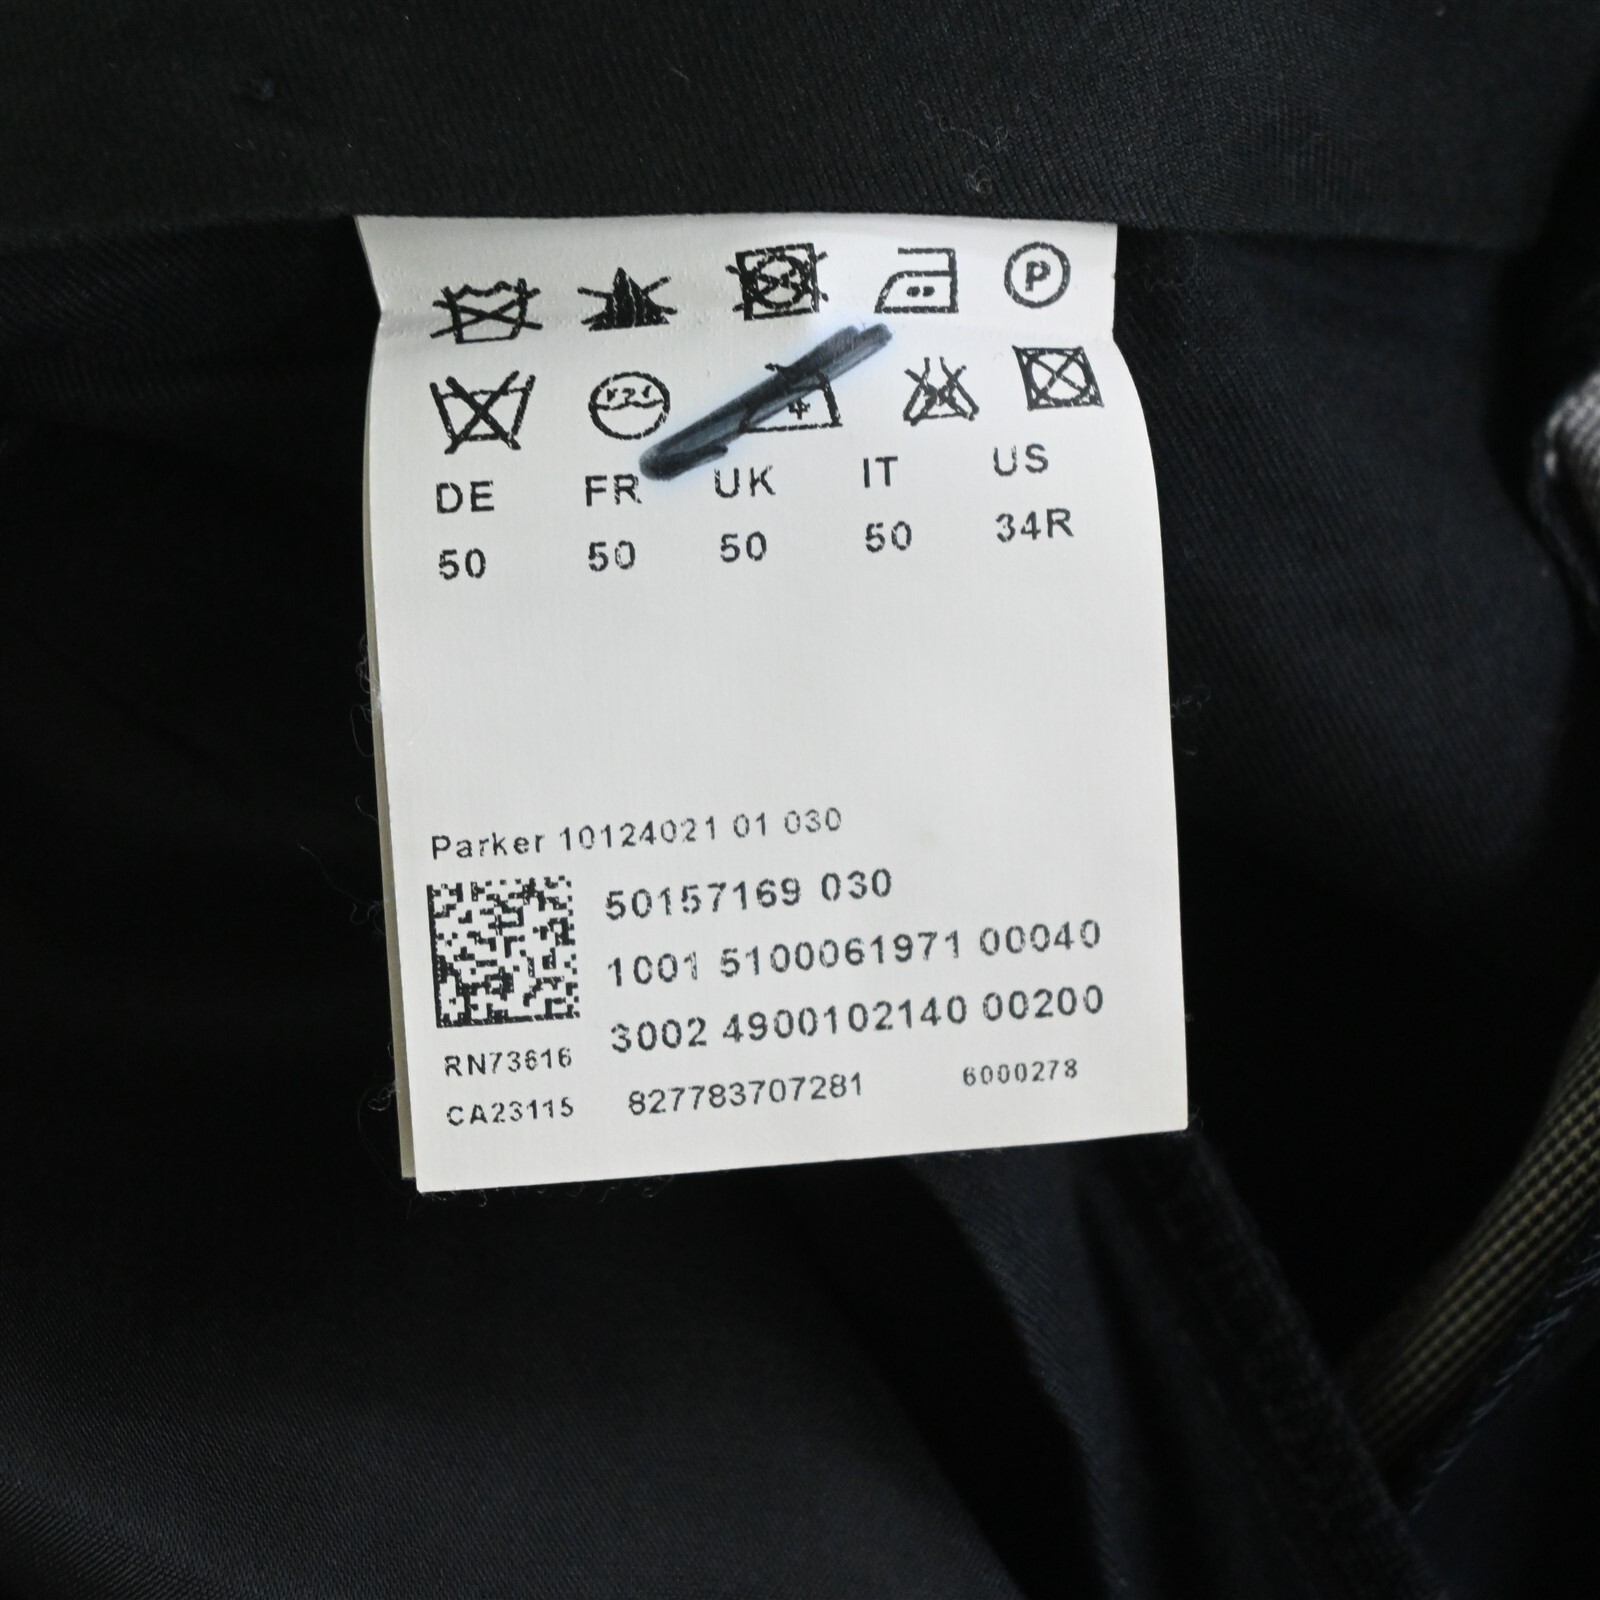 P
DE FR UK IT US
50 50 50 50 34R
Parker 10124021 01 030
50157169 030
1001 5100061971 00040
3002 4900102140 00200
RN73616
CA23115 827783707281 6000278